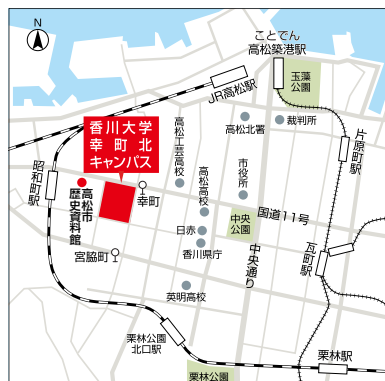 N
ことでん
高松築港駅
玉藻
公園
JR高松駅
高松北署
裁判所
片原町駅
香川大学
幸町北
キャンパス
高松工芸高校
昭和町駅
高松市
歴史資料館
幸町
高松高校
市役所
国道11号
中央
公園
日赤
香川県庁
宮脇町
中央通り
瓦町駅
英明高校
栗林公園
北口駅
栗林駅
栗林公園